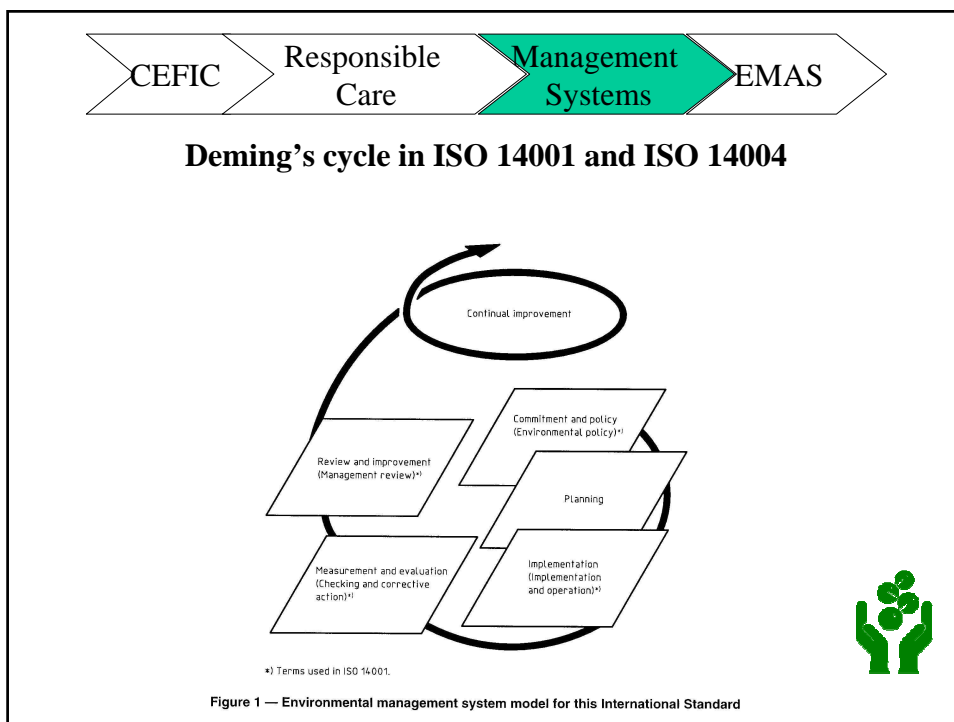 CEFIC
Responsible
Care
Management
Systems
EMAS
Deming's cycle in ISO 14001 and ISO 14004
Continual improvement
Commitment and policy
(Environmental policy)*)
Review and improvement
(Management review)*)
Planning
Measurement and evaluation
(Checking and corrective
action)*)
Implementation
(Implementation
and operation)*)
*) Terms used in ISO 14001.
Figure 1 — Environmental management system model for this International Standard